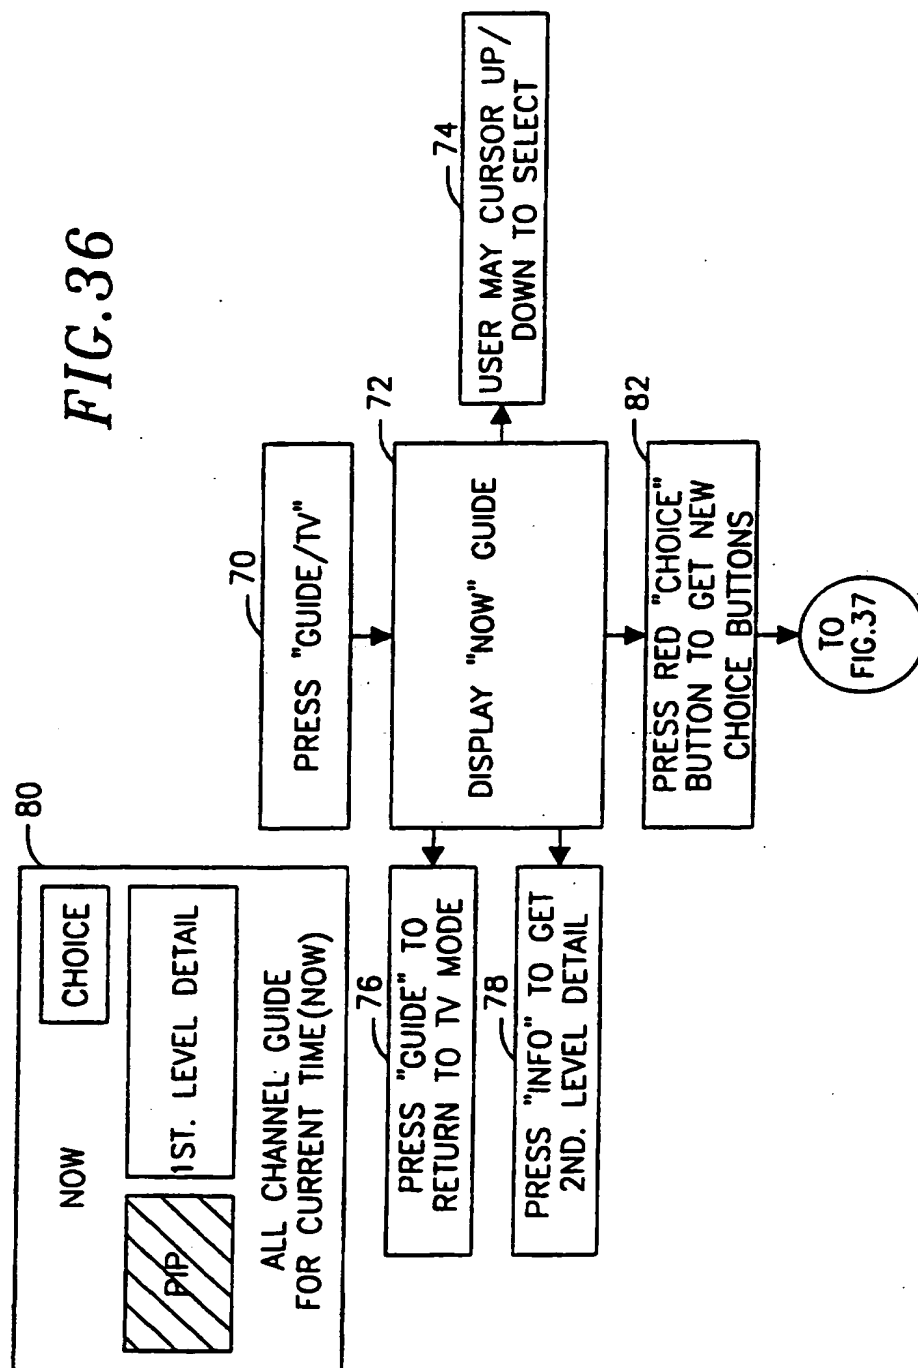 FIG.36
80
NOW
CHOICE
PIP
1ST. LEVEL DETAIL
ALL CHANNEL GUIDE
FOR CURRENT TIME(NOW)
70
PRESS "GUIDE/TV"
72
DISPLAY "NOW" GUIDE
74
USER MAY CURSOR UP/
DOWN TO SELECT
76
PRESS "GUIDE" TO
RETURN TO TV MODE
78
PRESS "INFO" TO GET
2ND. LEVEL DETAIL
82
PRESS RED "CHOICE"
BUTTON TO GET NEW
CHOICE BUTTONS
TO
FIG.37